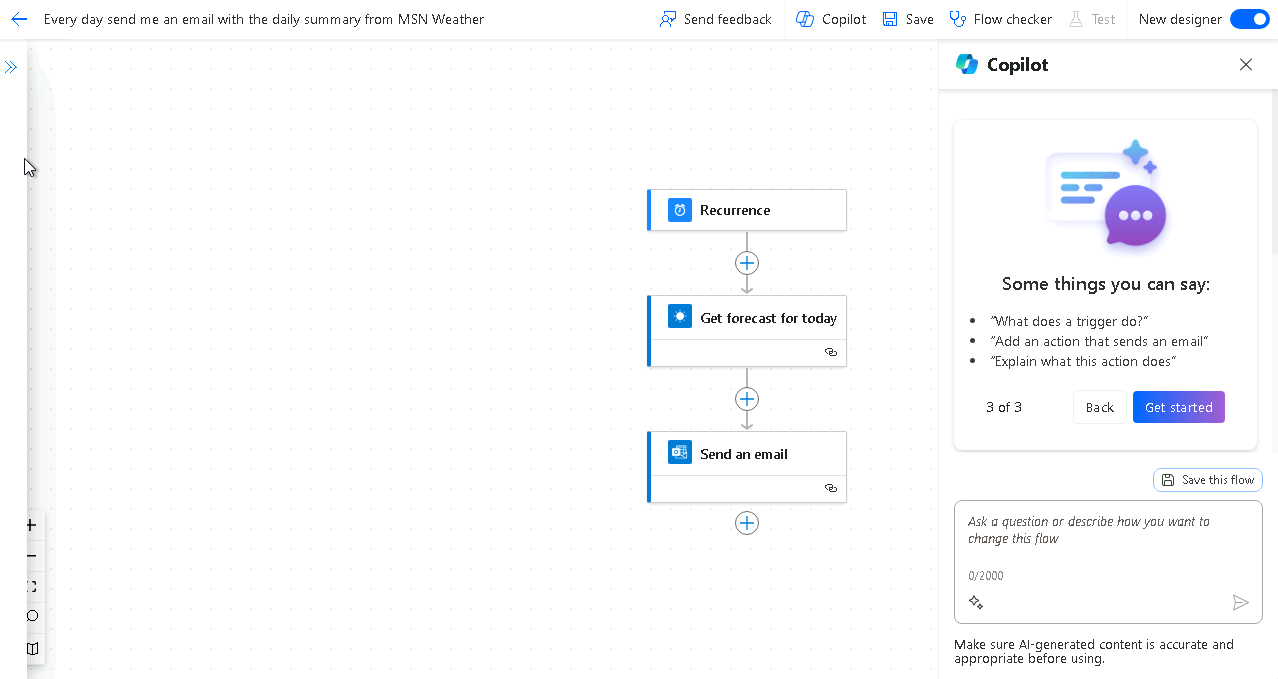 Every day send me an email with the daily summary from MSN Weather
Send feedback
Copilot
Save
Flow checker
Test
New designer
Copilot
Recurrence
Get forecast for today
Send an email
Some things you can say:
"What does a trigger do?"
"Add an action that sends an email"
"Explain what this action does"
3 of 3
Back
Get started
Save this flow
Ask a question or describe how you want to
change this flow
0/2000
Make sure AI-generated content is accurate and
appropriate before using.